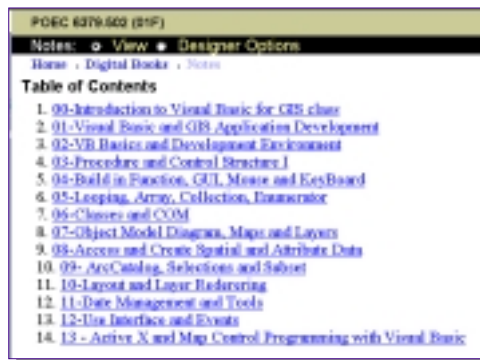 POEC 6379.502 (01F)
Notes: View Designer Options
Home : Digital Books : Notes
Table of Contents
1. 00-Introduction to Visual Basic for GIS class
2. 01-Visual Basic and GIS Application Development
3. 02-VB Basics and Development Environment
4. 03-Procedure and Control Structure I
5. 04-Build in Function, GUI, Mouse and KeyBoard
6. 05-Looping, Array, Collection, Enumerator
7. 06-Classes and COM
8. 07-Object Model Diagram, Maps and Layers
9. 08-Access and Create Spatial and Attribute Data
10. 09- ArcCatalog, Selections and Subset
11. 10-Layout and Layer Rederering
12. 11-Date Management and Tools
13. 12-Use Interface and Events
14. 13 - Active X and Map Control Programming with Visual Basic